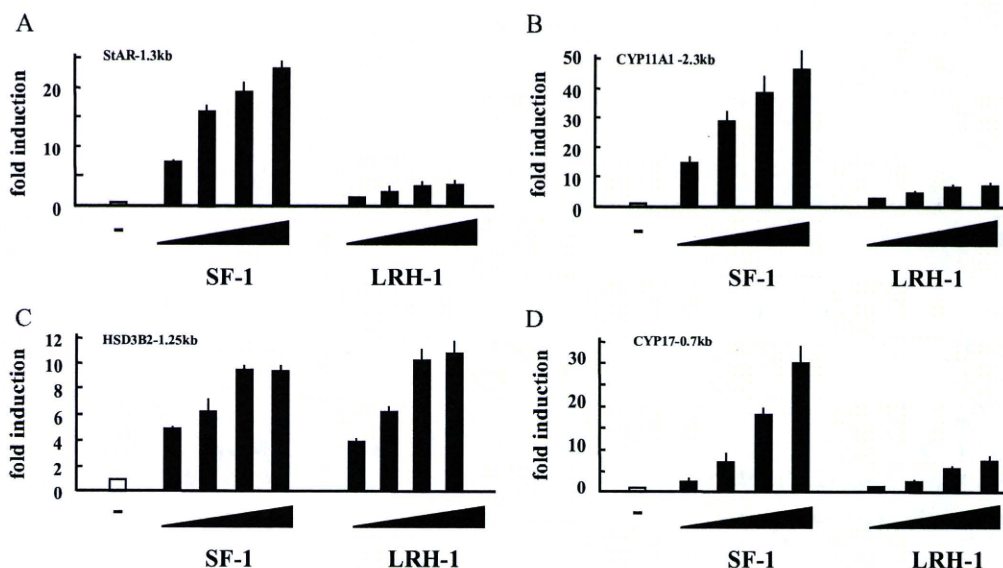 A
StAR-1.3kb
fold induction
20
10
0
-
SF-1
LRH-1
B
CYP11A1 -2.3kb
fold induction
50
40
30
20
10
0
-
SF-1
LRH-1
C
HSD3B2-1.25kb
fold induction
12
10
8
6
4
2
0
-
SF-1
LRH-1
D
CYP17-0.7kb
fold induction
30
20
10
0
-
SF-1
LRH-1